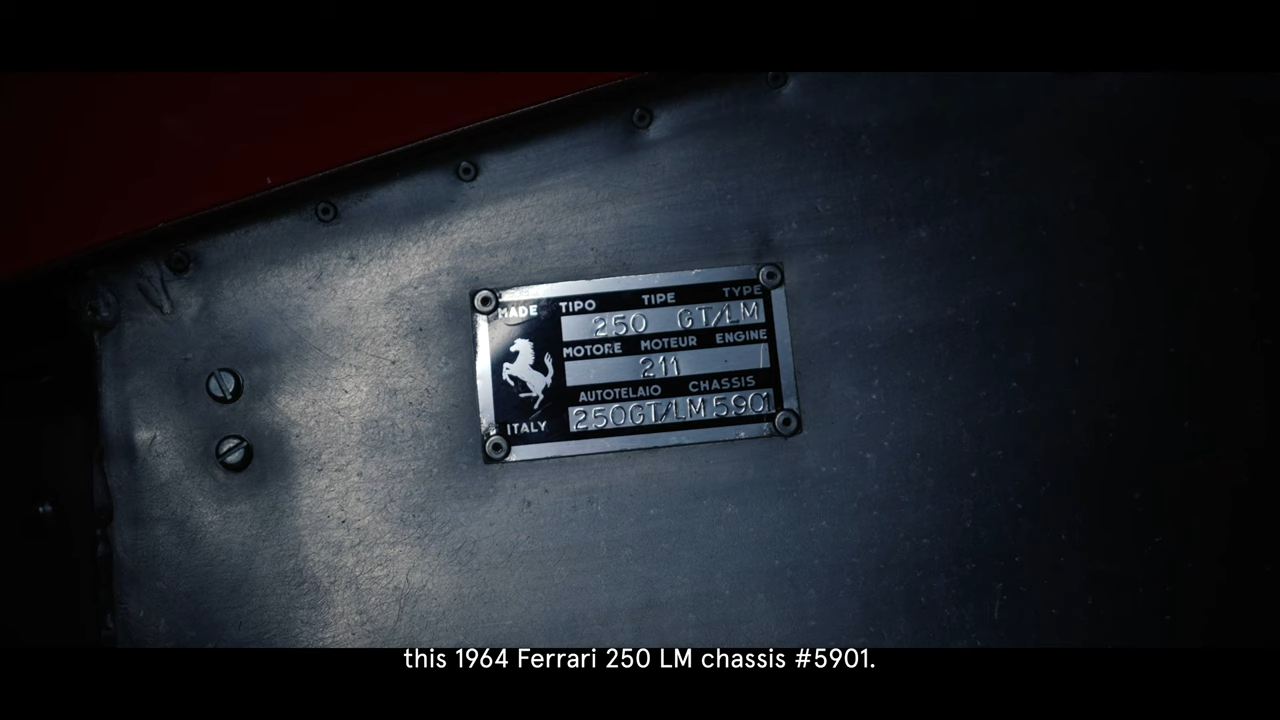 MADE TIPO TIPE TYPE
250 GT/LM
MOTORE MOTEUR ENGINE
211
AUTOTELAIO CHASSIS
250GT/LM 5901
ITALY
this 1964 Ferrari 250 LM chassis #5901.